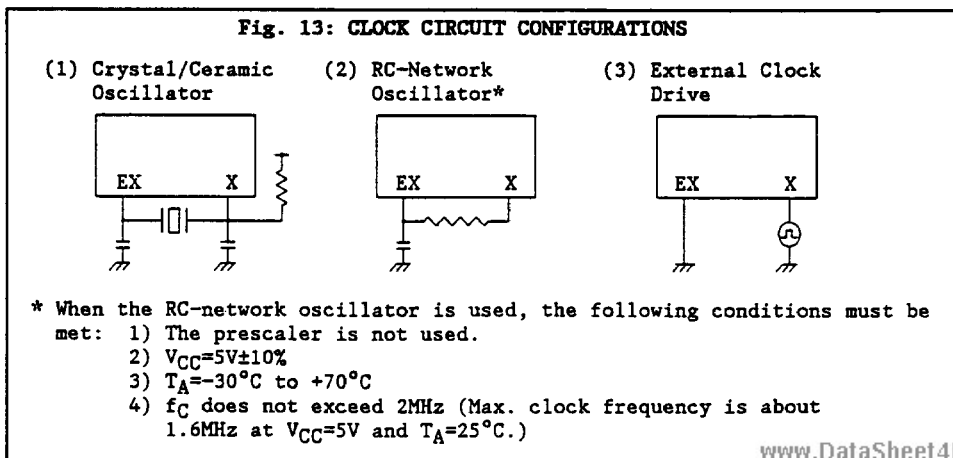 Fig. 13: CLOCK CIRCUIT CONFIGURATIONS
(1) Crystal/Ceramic Oscillator
(2) RC-Network Oscillator*
(3) External Clock Drive
EX X
EX X
EX X
* When the RC-network oscillator is used, the following conditions must be
met: 1) The prescaler is not used.
2) VCC=5V±10%
3) TA=-30°C to +70°C
4) fC does not exceed 2MHz (Max. clock frequency is about
1.6MHz at VCC=5V and TA=25°C.)
www.DataSheet4